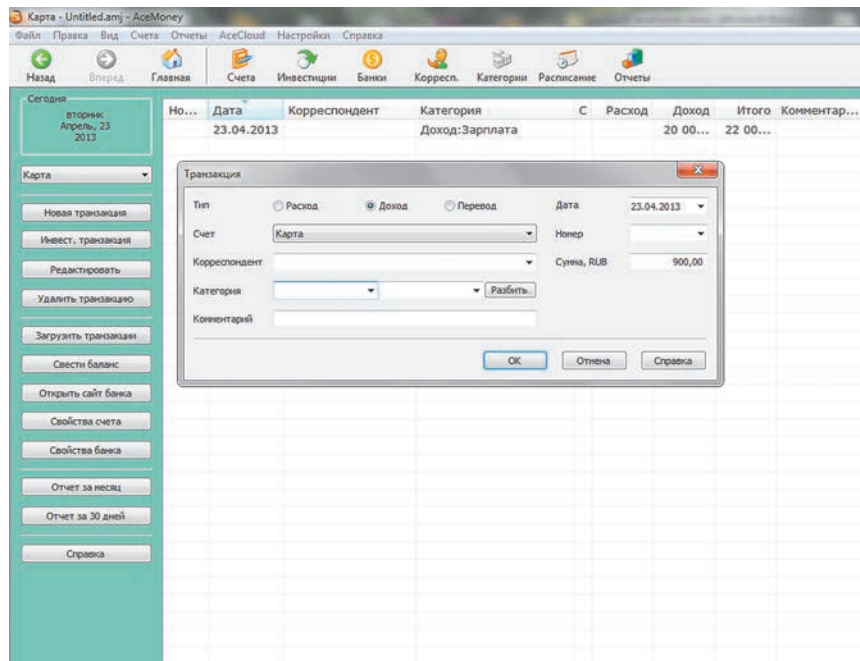 Карта - Untitled.amj - AceMoney
Файл Правка Вид Счета Отчеты AceCloud Настройки Справка
Назад Вперед Главная Счета Инвестиции Банки Корресп. Категории Расписание Отчеты
Сегодня
вторник
Апрель, 23
2013
Но... Дата Корреспондент Категория С Расход Доход Итого Комментар...
23.04.2013 Доход:Зарплата 20 00... 22 00...
Карта
Новая транзакция
Инвест. транзакция
Редактировать
Удалить транзакцию
Загрузить транзакции
Свести баланс
Открыть сайт банка
Свойства счета
Свойства банка
Отчет за месяц
Отчет за 30 дней
Справка
Транзакция
Тип Расход Доход Перевод Дата 23.04.2013
Счет Карта Номер
Корреспондент Сумма, RUB 900,00
Категория Разбить
Комментарий
ОК Отмена Справка